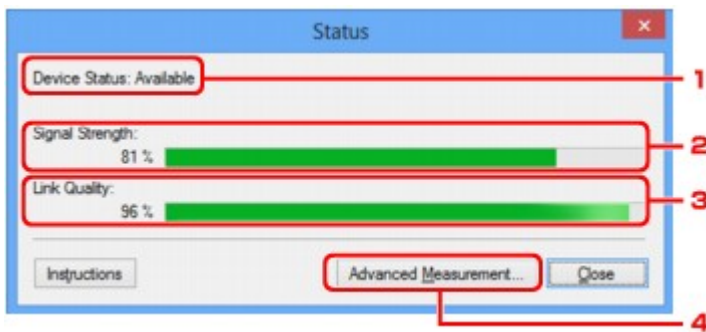 Status
Device Status: Available
1
Signal Strength:
81 %
2
Link Quality:
96 %
3
Instructions
Advanced Measurement...
Close
4